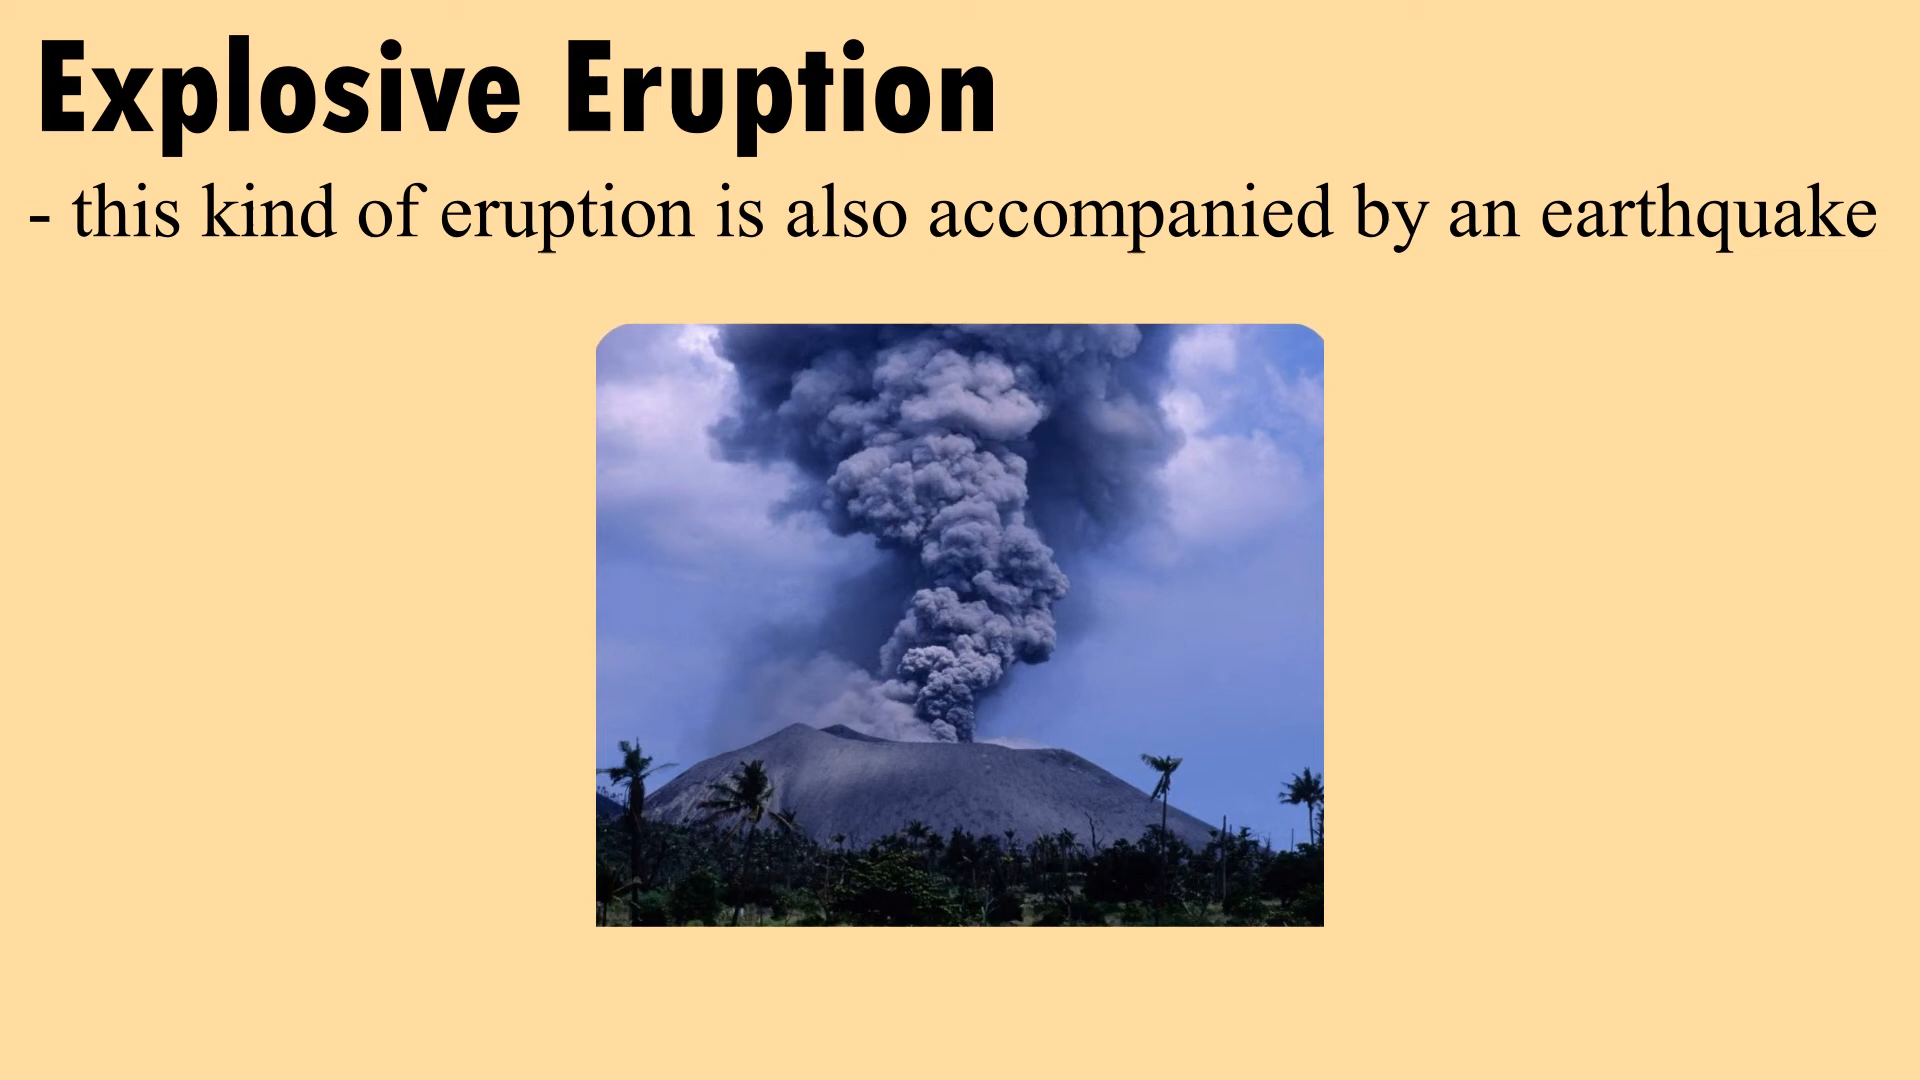 Explosive Eruption
- this kind of eruption is also accompanied by an earthquake